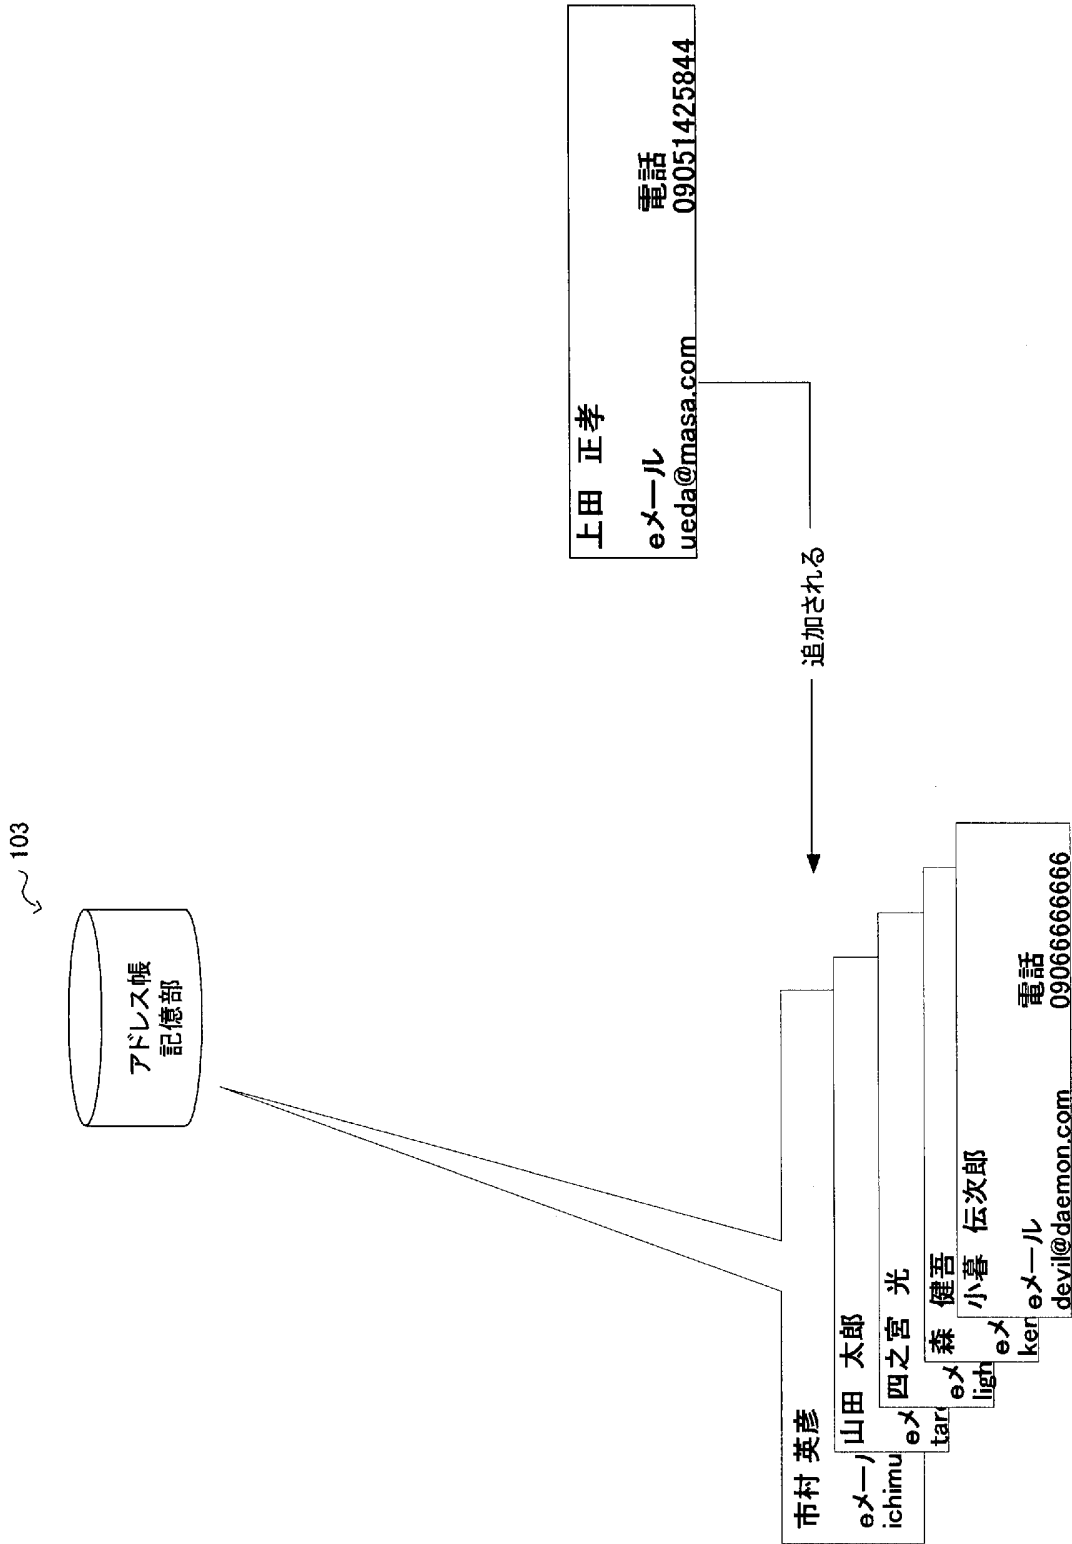 103
アドレス帳
記憶部
市村 英彦
eメール
ichimu
山田 太郎
eメ
taro
四之宮 光
eメ
ligh
森 健吾
eメ
ken
小暮 伝次郎
eメール
devil@daemon.com
電話
09066666666
追加される
上田 正孝
eメール
ueda@masa.com
電話
09051425844